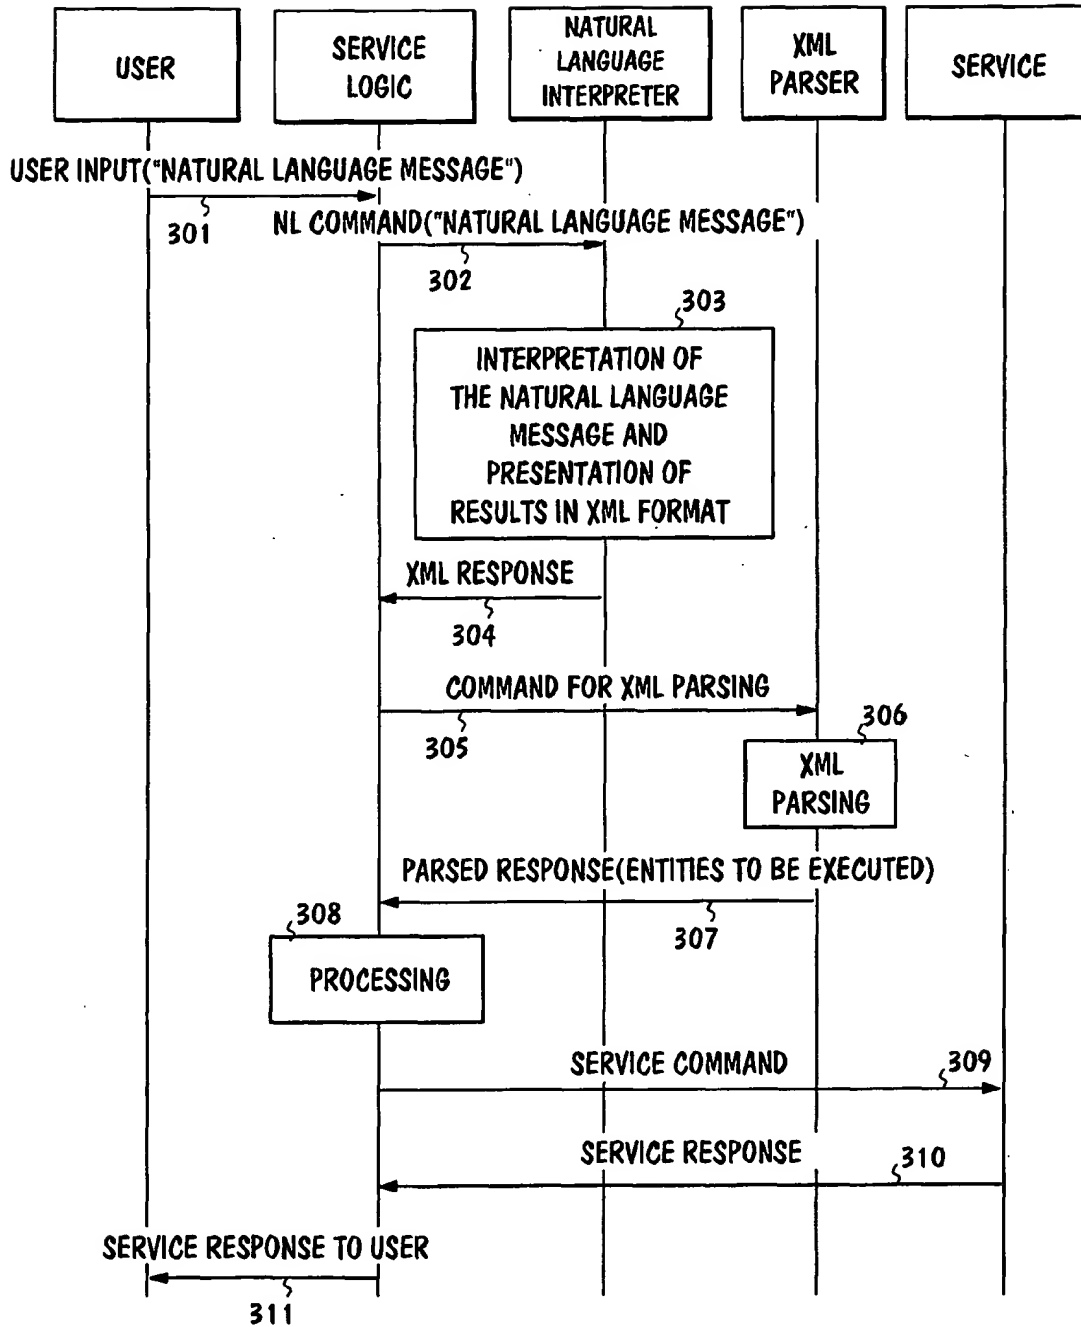 USER
SERVICE
LOGIC
NATURAL
LANGUAGE
INTERPRETER
XML
PARSER
SERVICE
USER INPUT("NATURAL LANGUAGE MESSAGE")
301
NL COMMAND("NATURAL LANGUAGE MESSAGE")
302
303
INTERPRETATION OF
THE NATURAL LANGUAGE
MESSAGE AND
PRESENTATION OF
RESULTS IN XML FORMAT
XML RESPONSE
304
COMMAND FOR XML PARSING
305
306
XML
PARSING
PARSED RESPONSE(ENTITIES TO BE EXECUTED)
307
308
PROCESSING
SERVICE COMMAND
309
SERVICE RESPONSE
310
SERVICE RESPONSE TO USER
311